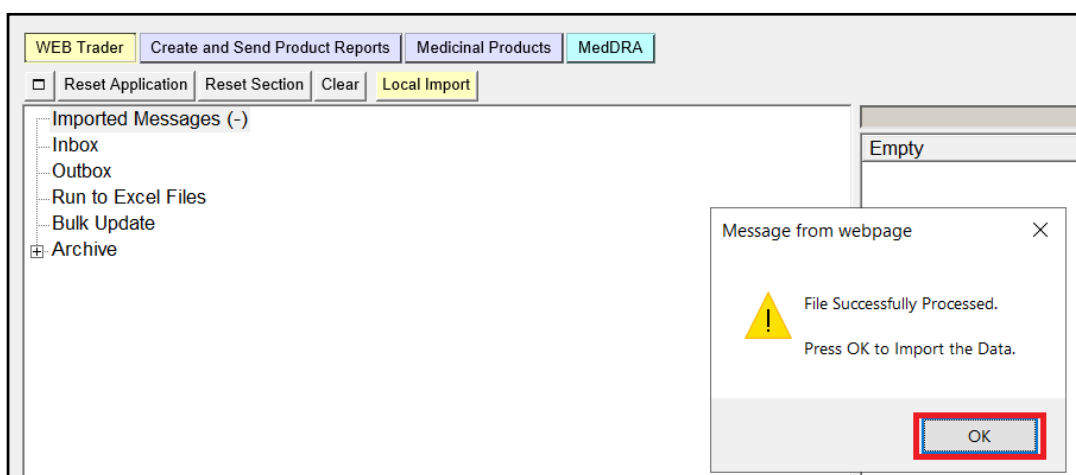 WEB Trader Create and Send Product Reports Medicinal Products MedDRA
Reset Application Reset Section Clear Local Import
Imported Messages (-)
Inbox
Outbox
Run to Excel Files
Bulk Update
Archive
Empty
Message from webpage
File Successfully Processed.
Press OK to Import the Data.
OK